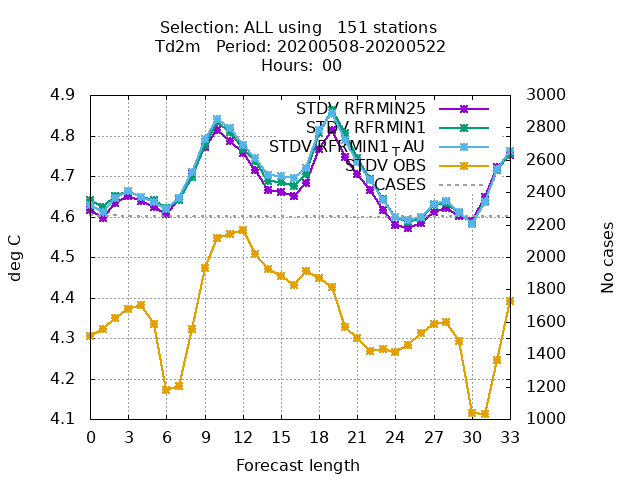 Selection: ALL using   151 stations
Td2m   Period: 20200508-20200522
Hours: 00
STDV RFRMIN25
STDV RFRMIN1
STDV RFRMIN1┬AU
STDV OBS
CASES
deg C
4.9
4.8
4.7
4.6
4.5
4.4
4.3
4.2
4.1
No cases
3000
2800
2600
2400
2200
2000
1800
1600
1400
1200
1000
0 3 6 9 12 15 18 21 24 27 30 33
Forecast length